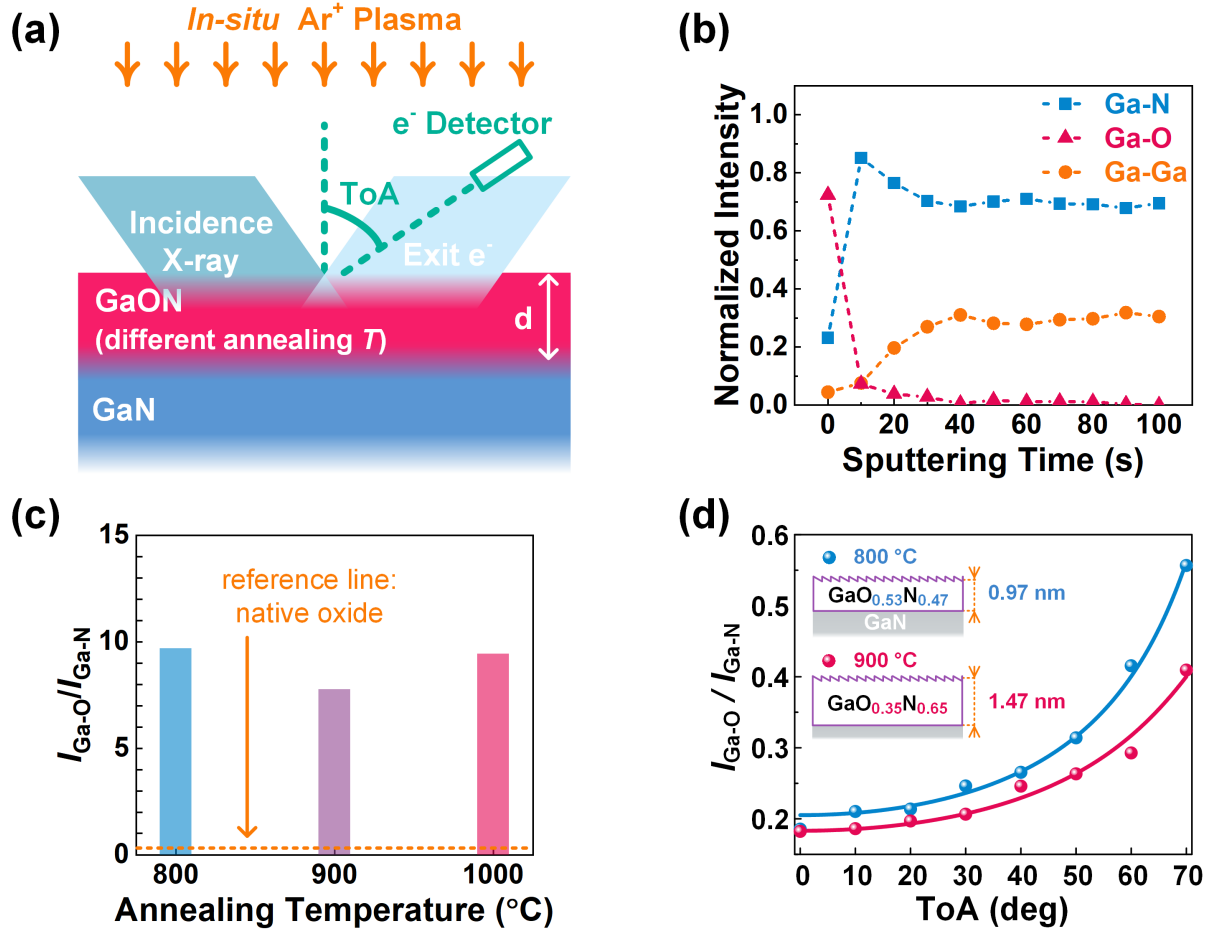 (a)
In-situ Ar⁺ Plasma
e⁻ Detector
ToA
Incidence
X-ray
Exit e⁻
GaON
(different annealing T)
d
GaN
(b)
Normalized Intensity
1.0
0.8
0.6
0.4
0.2
0.0
Ga-N
Ga-O
Ga-Ga
0 20 40 60 80 100
Sputtering Time (s)
(c)
I_Ga-O/I_Ga-N
15
10
5
0
reference line:
native oxide
800 900 1000
Annealing Temperature (°C)
(d)
I_Ga-O / I_Ga-N
0.6
0.5
0.4
0.3
0.2
800 °C
GaO₀.₅₃N₀.₄₇
0.97 nm
GaN
900 °C
GaO₀.₃₅N₀.₆₅
1.47 nm
0 10 20 30 40 50 60 70
ToA (deg)